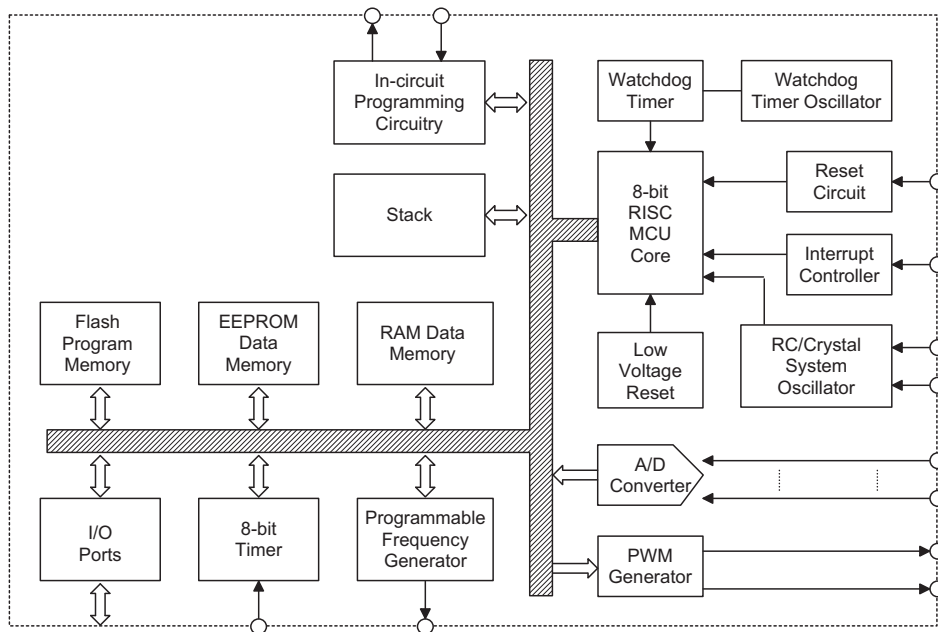 In-circuit
Programming
Circuitry
Watchdog
Timer
Watchdog
Timer Oscillator
Stack
8-bit
RISC
MCU
Core
Reset
Circuit
Interrupt
Controller
Flash
Program
Memory
EEPROM
Data
Memory
RAM Data
Memory
Low
Voltage
Reset
RC/Crystal
System
Oscillator
A/D
Converter
I/O
Ports
8-bit
Timer
Programmable
Frequency
Generator
PWM
Generator